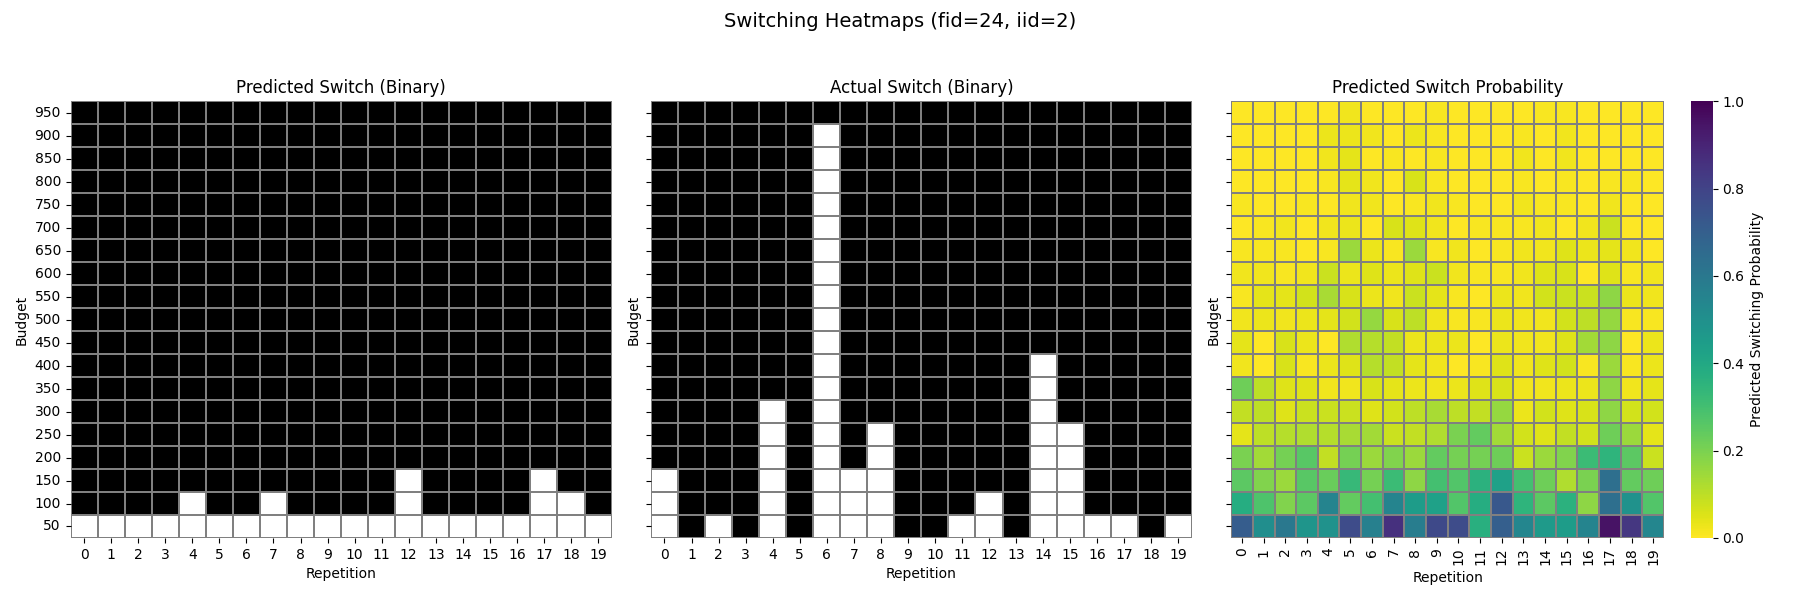 Switching Heatmaps (fid=24, iid=2)
Predicted Switch (Binary)
950
900
850
800
750
700
650
600
550
500
450
400
350
300
250
200
150
100
50
Budget
0 1 2 3 4 5 6 7 8 9 10 11 12 13 14 15 16 17 18 19
Repetition
Actual Switch (Binary)
Budget
0 1 2 3 4 5 6 7 8 9 10 11 12 13 14 15 16 17 18 19
Repetition
Predicted Switch Probability
Budget
0 1 2 3 4 5 6 7 8 9 10 11 12 13 14 15 16 17 18 19
Repetition
1.0
0.8
0.6
0.4
0.2
0.0
Predicted Switching Probability